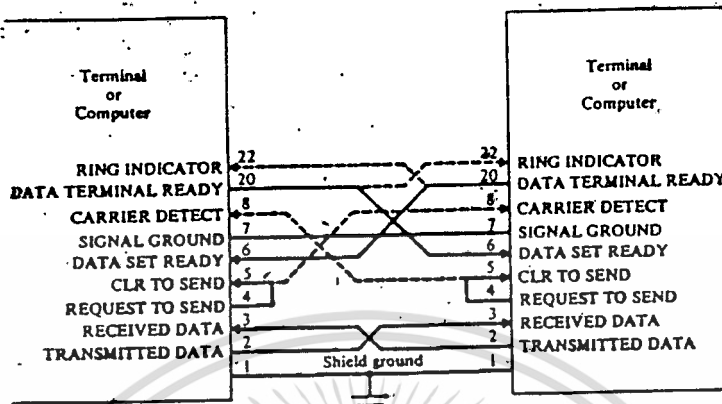 Terminal
or
Computer
Terminal
or
Computer
RING INDICATOR 22
DATA TERMINAL READY 20
CARRIER DETECT 8
SIGNAL GROUND 7
DATA SET READY 6
CLR TO SEND 5
REQUEST TO SEND 4
RECEIVED DATA 3
TRANSMITTED DATA 2
1
Shield ground
22 RING INDICATOR
20 DATA TERMINAL READY
8 CARRIER DETECT
7 SIGNAL GROUND
6 DATA SET READY
5 CLR TO SEND
4 REQUEST TO SEND
3 RECEIVED DATA
2 TRANSMITTED DATA
1